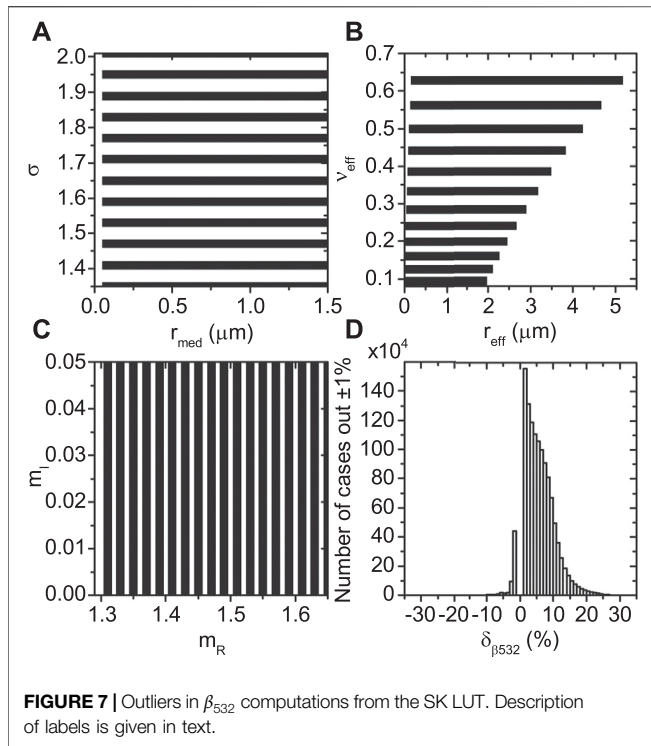 A
2.0
1.9
1.8
1.7
1.6
1.5
1.4
σ
0.0 0.5 1.0 1.5
r_med (μm)
B
0.7
0.6
0.5
0.4
0.3
0.2
0.1
ν_eff
0 1 2 3 4 5
r_eff (μm)
C
0.05
0.04
0.03
0.02
0.01
0.00
m_I
1.3 1.4 1.5 1.6
m_R
D
x10⁴
140
120
100
80
60
40
20
0
Number of cases out ±1%
-30 -20 -10 0 10 20 30
δ_β532 (%)
FIGURE 7 | Outliers in β₅₃₂ computations from the SK LUT. Description
of labels is given in text.